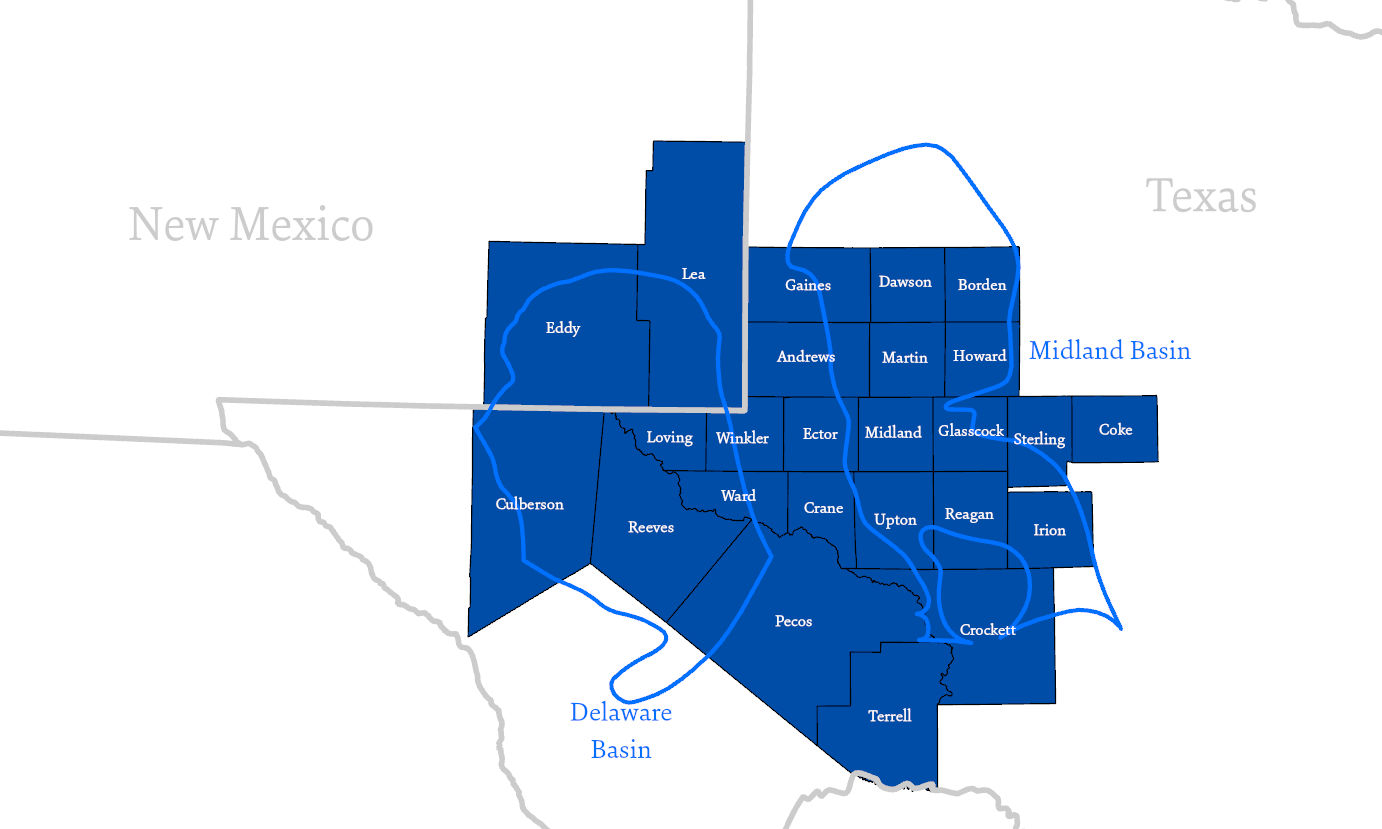 Texas
New Mexico
Lea
Gaines
Dawson
Borden
Eddy
Andrews
Martin
Howard
Midland Basin
Loving
Winkler
Ector
Midland
Glasscock
Sterling
Coke
Culberson
Reeves
Ward
Crane
Upton
Reagan
Irion
Pecos
Crockett
Terrell
Delaware
Basin